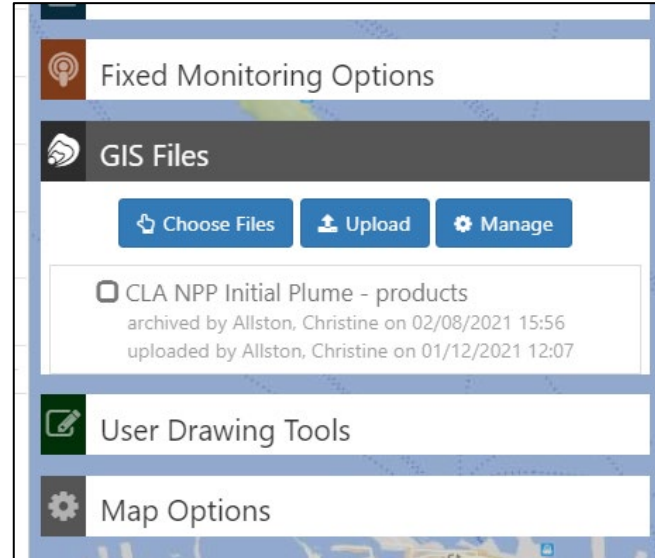 Fixed Monitoring Options
GIS Files
Choose Files Upload Manage
CLA NPP Initial Plume - products
archived by Allston, Christine on 02/08/2021 15:56
uploaded by Allston, Christine on 01/12/2021 12:07
User Drawing Tools
Map Options